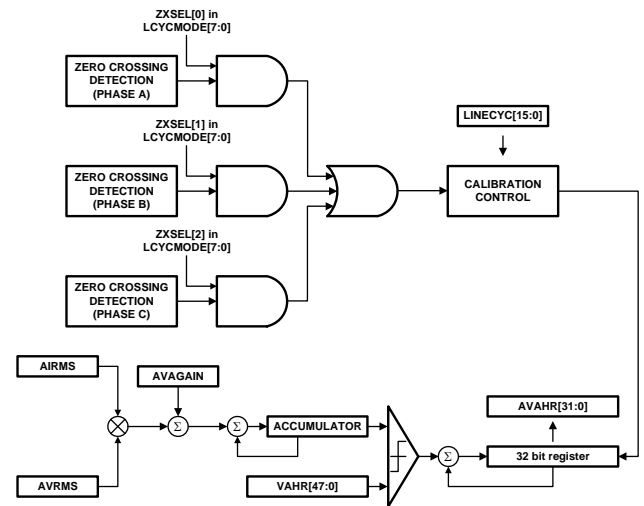 ZXSEL[0] in
LCYCMODE[7:0]
ZERO CROSSING
DETECTION
(PHASE A)
ZXSEL[1] in
LCYCMODE[7:0]
ZERO CROSSING
DETECTION
(PHASE B)
ZXSEL[2] in
LCYCMODE[7:0]
ZERO CROSSING
DETECTION
(PHASE C)
LINECYC[15:0]
CALIBRATION
CONTROL
AIRMS
AVAGAIN
AVRMS
Σ
Σ
ACCUMULATOR
VAHR[47:0]
Σ
AVAHR[31:0]
32 bit register